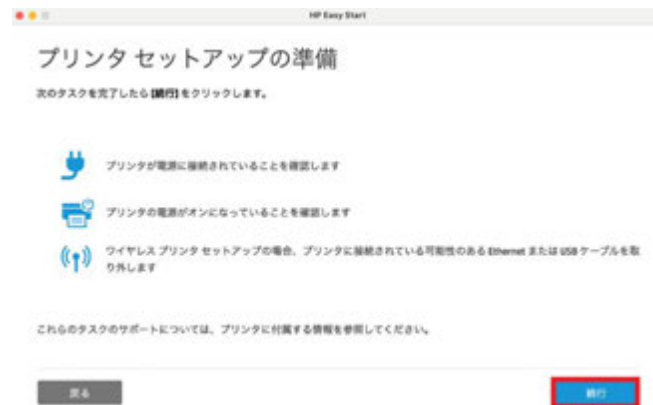 HP Easy Start
プリンタ セットアップの準備
次のタスクを完了したら [続行] をクリックします。
プリンタが電源に接続されていることを確認します
プリンタの電源がオンになっていることを確認します
ワイヤレス プリンタ セットアップの場合、プリンタに接続されている可能性のある Ethernet または USB ケーブルを取
り外します
これらのタスクのサポートについては、プリンタに付属する情報を参照してください。
戻る
続行